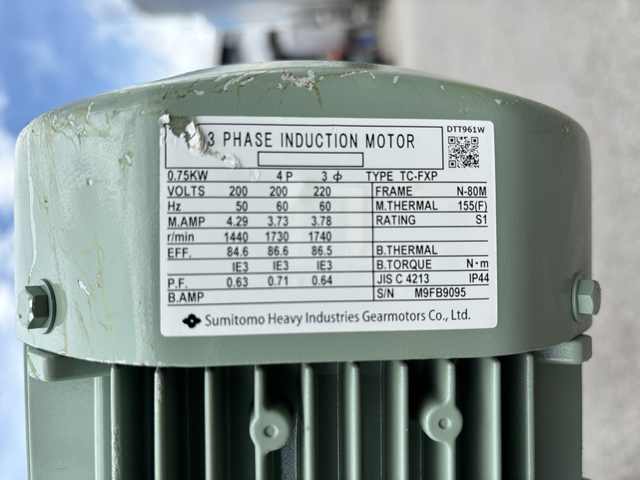 3 PHASE INDUCTION MOTOR
DTT961W
0.75KW 4P 3 φ TYPE TC-FXP
VOLTS 200 200 220 FRAME N-80M
Hz 50 60 60 M.THERMAL 155(F)
M.AMP 4.29 3.73 3.78 RATING S1
r/min 1440 1730 1740
EFF. 84.6 86.6 86.5 B.THERMAL
IE3 IE3 IE3 B.TORQUE N·m
P.F. 0.63 0.71 0.64 JIS C 4213 IP44
B.AMP S/N M9FB9095
Sumitomo Heavy Industries Gearmotors Co., Ltd.